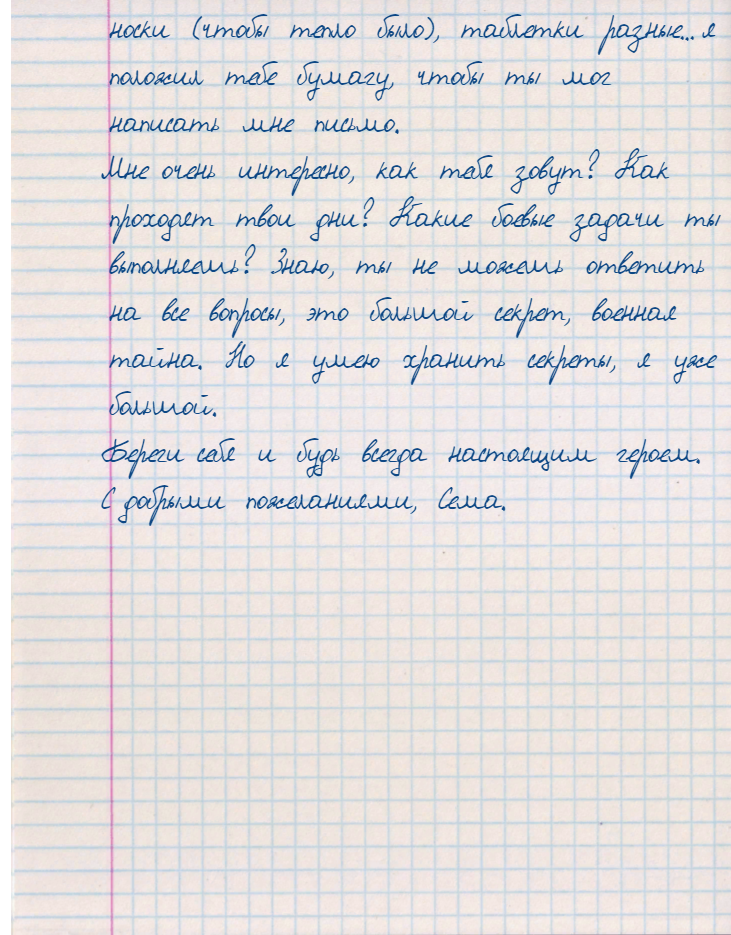 носки (чтобы тепло было), таблетки разные... я
положил тебе бумагу, чтобы ты мог
написать мне письмо.
Мне очень интересно, как тебя зовут? Как
проходят твои дни? Какие боевые задачи ты
выполняешь? Знаю, ты не можешь ответить
на все вопросы, это большой секрет, военная
тайна. Но я умею хранить секреты, я уже
большой.
Береги себя и будь всегда настоящим героем.
С добрыми пожеланиями, Сема.